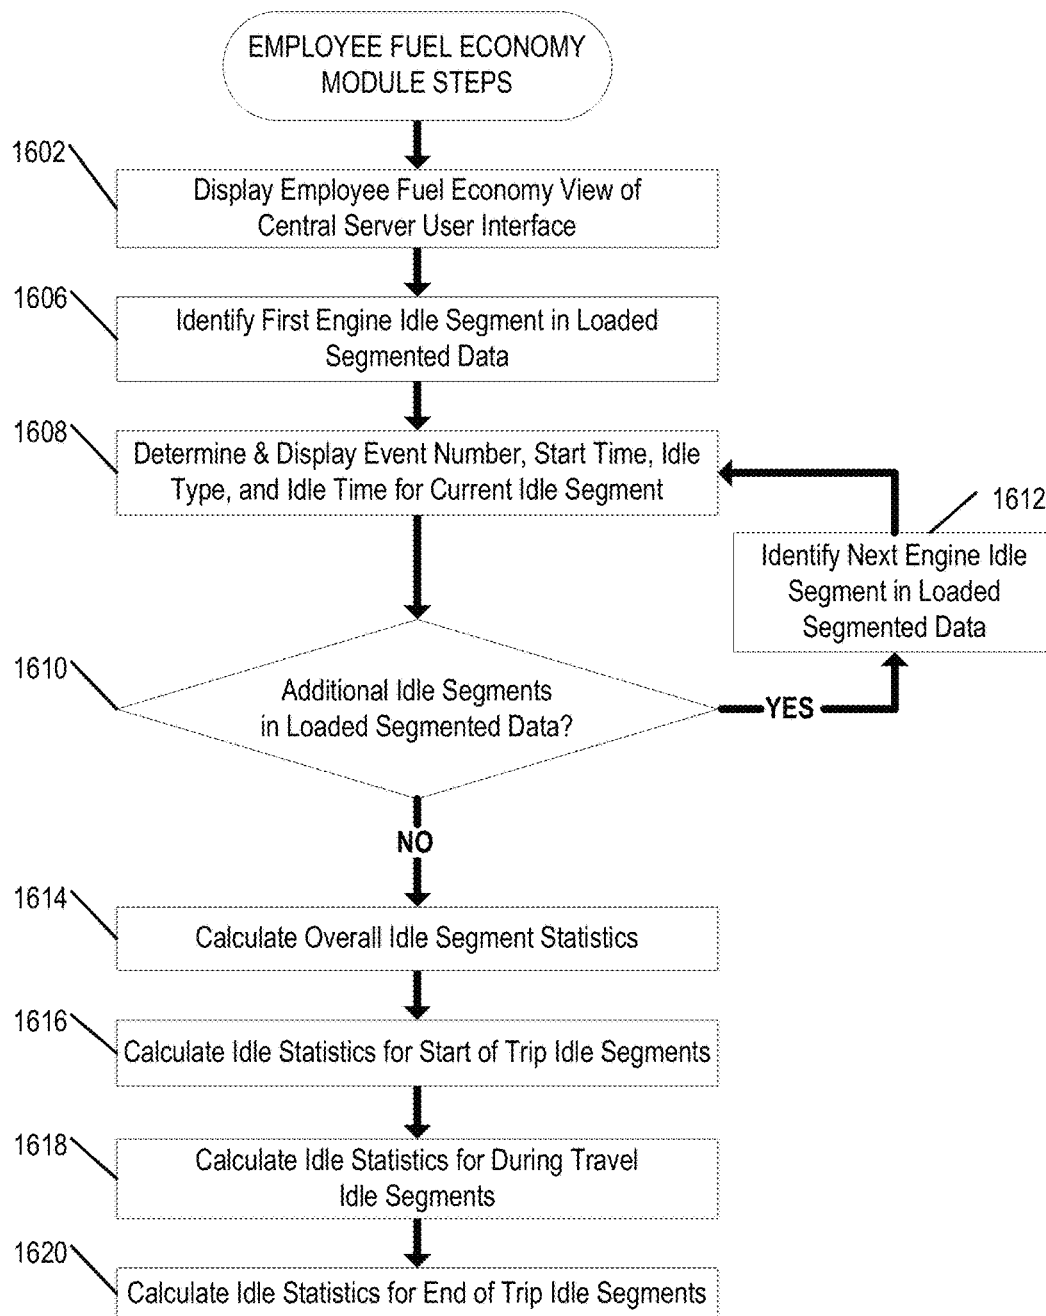 EMPLOYEE FUEL ECONOMY
MODULE STEPS
1602
Display Employee Fuel Economy View of
Central Server User Interface
1606
Identify First Engine Idle Segment in Loaded
Segmented Data
1608
Determine & Display Event Number, Start Time, Idle
Type, and Idle Time for Current Idle Segment
1612
Identify Next Engine Idle
Segment in Loaded
Segmented Data
1610
Additional Idle Segments
in Loaded Segmented Data?
YES
NO
1614
Calculate Overall Idle Segment Statistics
1616
Calculate Idle Statistics for Start of Trip Idle Segments
1618
Calculate Idle Statistics for During Travel
Idle Segments
1620
Calculate Idle Statistics for End of Trip Idle Segments